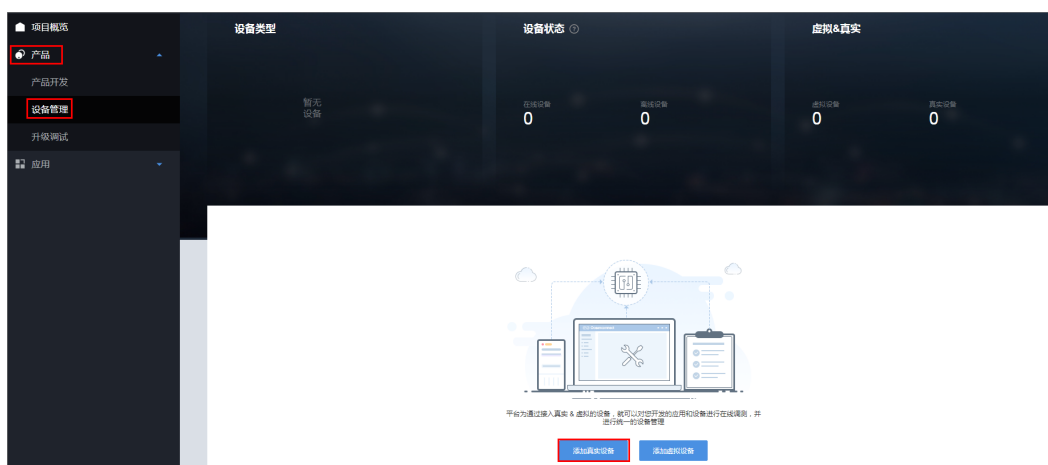 项目概览
产品
产品开发
设备管理
升级调试
应用
设备类型
暂无
设备
设备状态
在线设备
0
离线设备
0
虚拟&真实
虚拟设备
0
真实设备
0
平台为通过接入真实 & 虚拟的设备，就可以对您开发的应用和设备进行在线调测，并
进行统一的设备管理
添加真实设备
添加虚拟设备